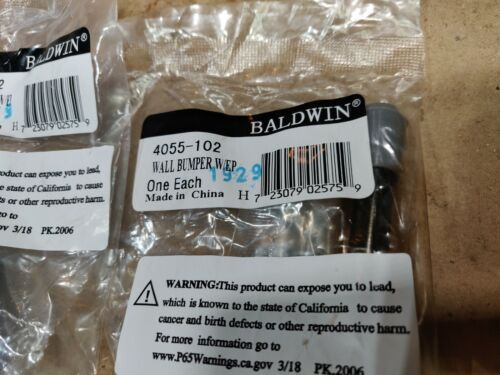 BALDWIN®
2
H 7 23079 02575 9
This product can expose you to lead,
the state of California to cause
or other reproductive harm.
go to
.gov 3/18 PK.2006
BALDWIN®
4055-102
WALL BUMPER W/EP
1529
One Each
Made in China H 7 23079 02575 9
WARNING:This product can expose you to lead,
which is known to the state of California to cause
cancer and birth defects or other reproductive harm.
For more information go to
www.P65Warnings.ca.gov 3/18 PK.2006